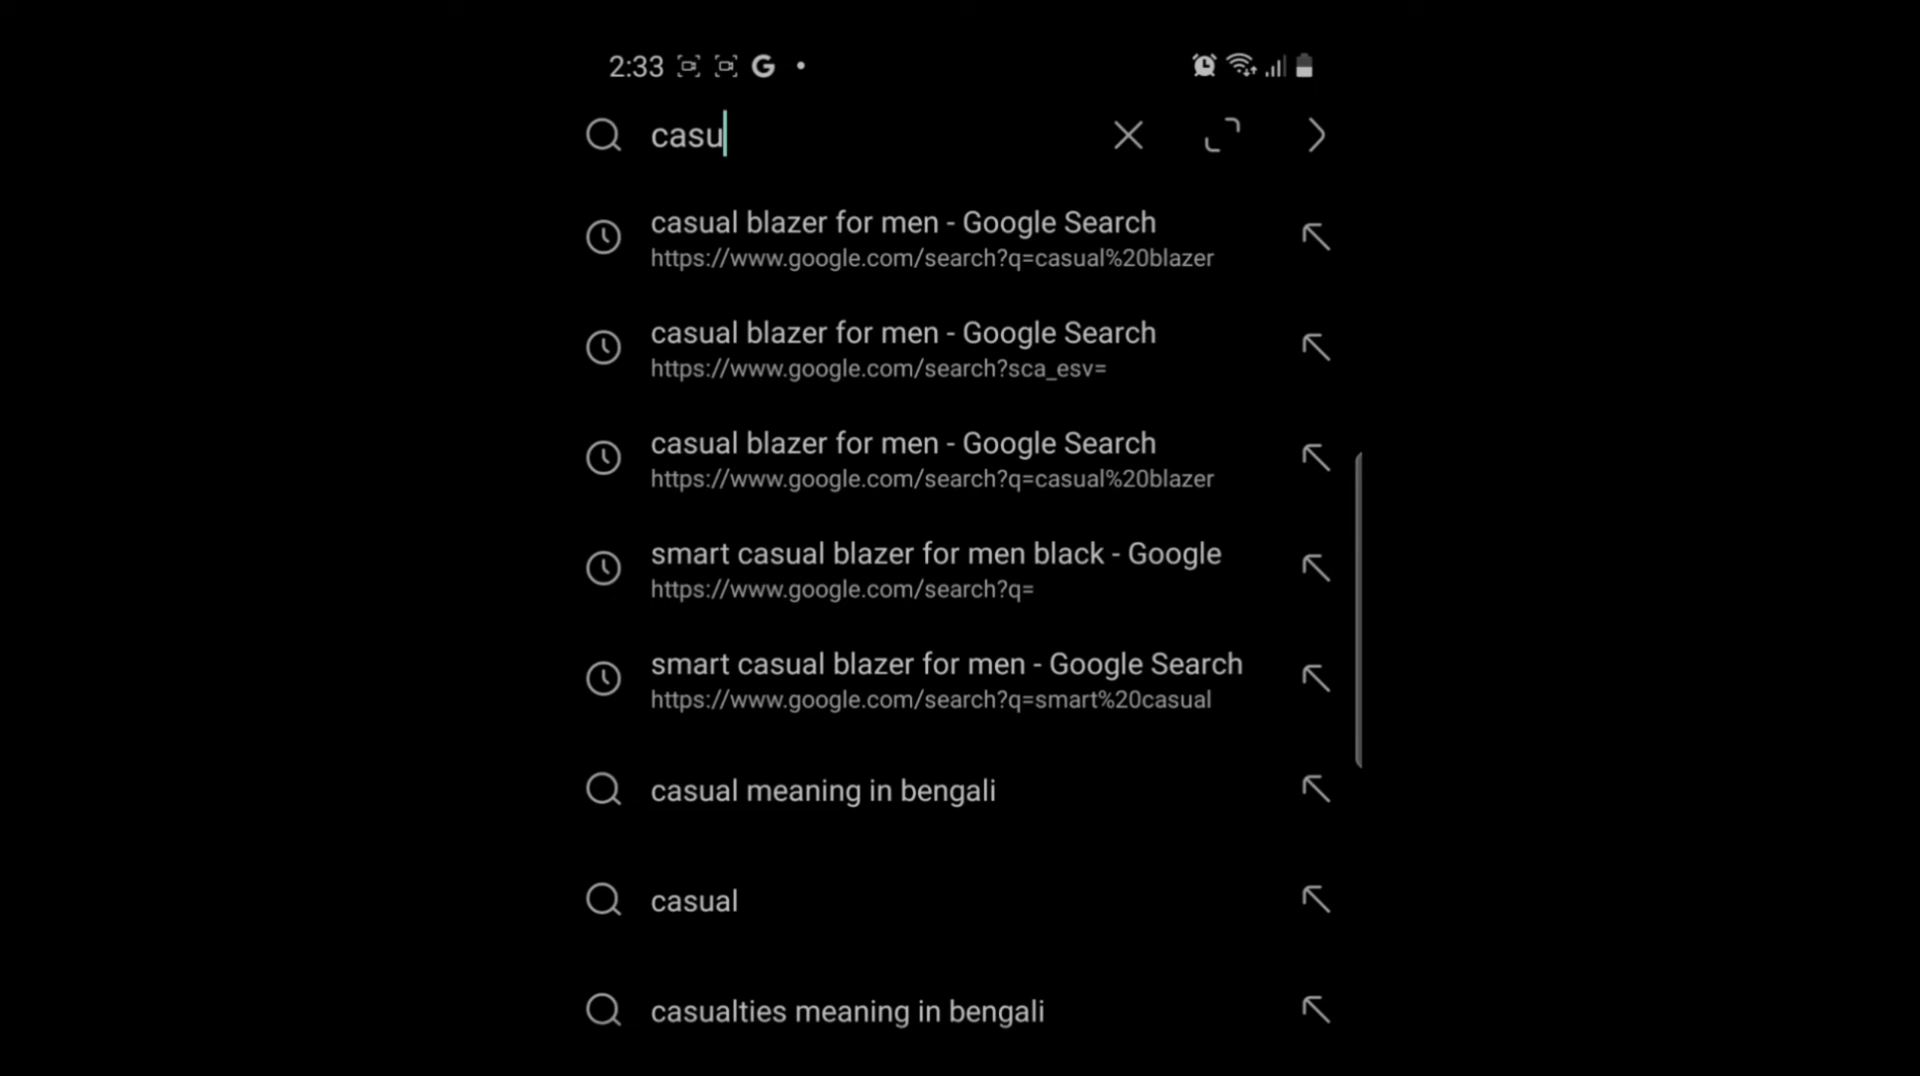 2:33
casu
casual blazer for men - Google Search
https://www.google.com/search?q=casual%20blazer
casual blazer for men - Google Search
https://www.google.com/search?sca_esv=
casual blazer for men - Google Search
https://www.google.com/search?q=casual%20blazer
smart casual blazer for men black - Google
https://www.google.com/search?q=
smart casual blazer for men - Google Search
https://www.google.com/search?q=smart%20casual
casual meaning in bengali
casual
casualties meaning in bengali